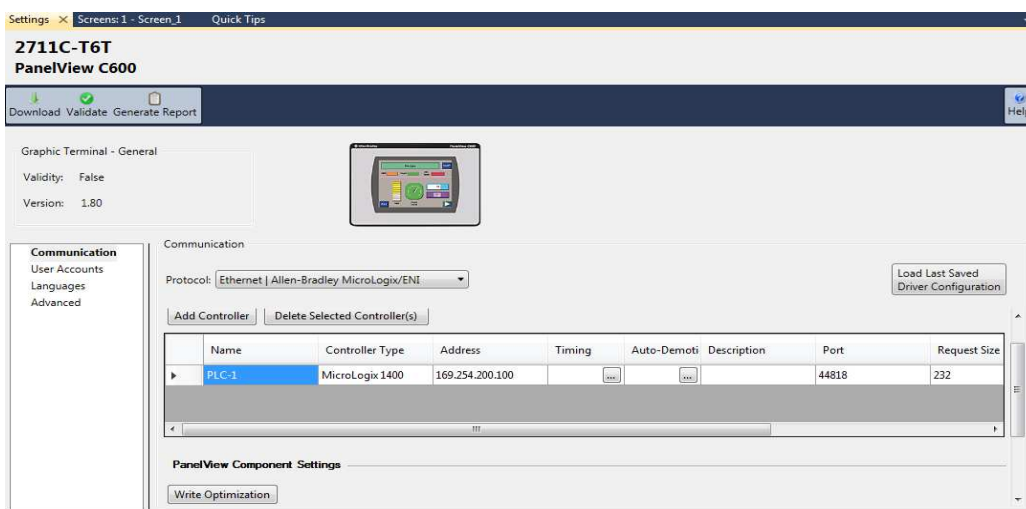 Settings Screens: 1 - Screen_1 Quick Tips
2711C-T6T
PanelView C600
Download Validate Generate Report Help
Graphic Terminal - General
Validity: False
Version: 1.80
Communication
User Accounts
Languages
Advanced
Communication
Protocol: Ethernet | Allen-Bradley MicroLogix/ENI
Load Last Saved
Driver Configuration
Add Controller Delete Selected Controller(s)
Name Controller Type Address Timing Auto-Demoti Description Port Request Size
PLC-1 MicroLogix 1400 169.254.200.100 ... ... 44818 232
PanelView Component Settings
Write Optimization